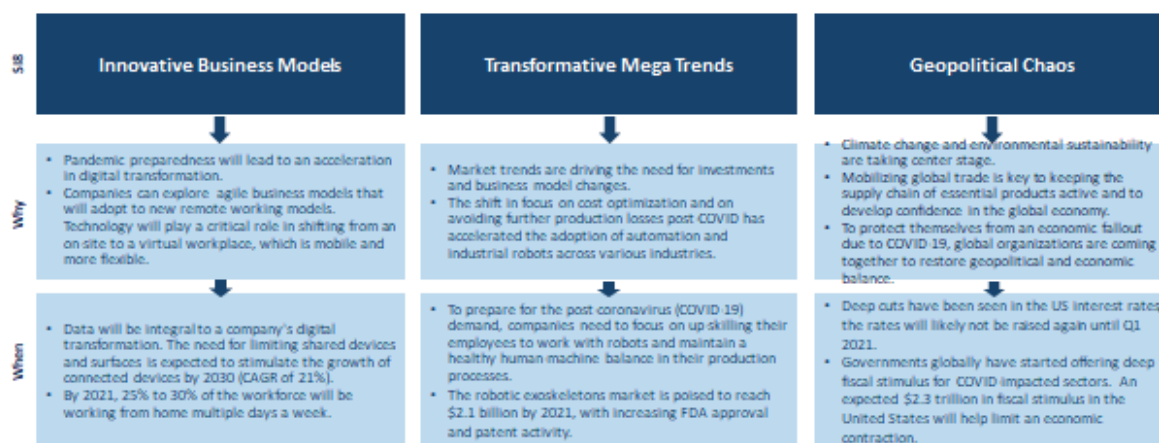 SI8
Innovative Business Models
Transformative Mega Trends
Geopolitical Chaos
Why
• Pandemic preparedness will lead to an acceleration
in digital transformation.
• Companies can explore agile business models that
will adopt to new remote working models.
Technology will play a critical role in shifting from an
on-site to a virtual workplace, which is mobile and
more flexible.
• Market trends are driving the need for investments
and business model changes.
• The shift in focus on cost optimization and on
avoiding further production losses post COVID has
accelerated the adoption of automation and
industrial robots across various industries.
• Climate change and environmental sustainability
are taking center stage.
• Mobilizing global trade is key to keeping the
supply chain of essential products active and to
develop confidence in the global economy.
• To protect themselves from an economic fallout
due to COVID-19, global organizations are coming
together to restore geopolitical and economic
balance.
When
• Data will be integral to a company's digital
transformation. The need for limiting shared devices
and surfaces is expected to stimulate the growth of
connected devices by 2030 (CAGR of 21%).
• By 2021, 25% to 30% of the workforce will be
working from home multiple days a week.
• To prepare for the post coronavirus (COVID-19)
demand, companies need to focus on up-skilling their
employees to work with robots and maintain a
healthy human-machine balance in their production
processes.
• The robotic exoskeletons market is poised to reach
$2.1 billion by 2021, with increasing FDA approval
and patent activity.
• Deep cuts have been seen in the US interest rates
the rates will likely not be raised again until Q1
2021.
• Governments globally have started offering deep
fiscal stimulus for COVID impacted sectors. An
expected $2.3 trillion in fiscal stimulus in the
United States will help limit an economic
contraction.